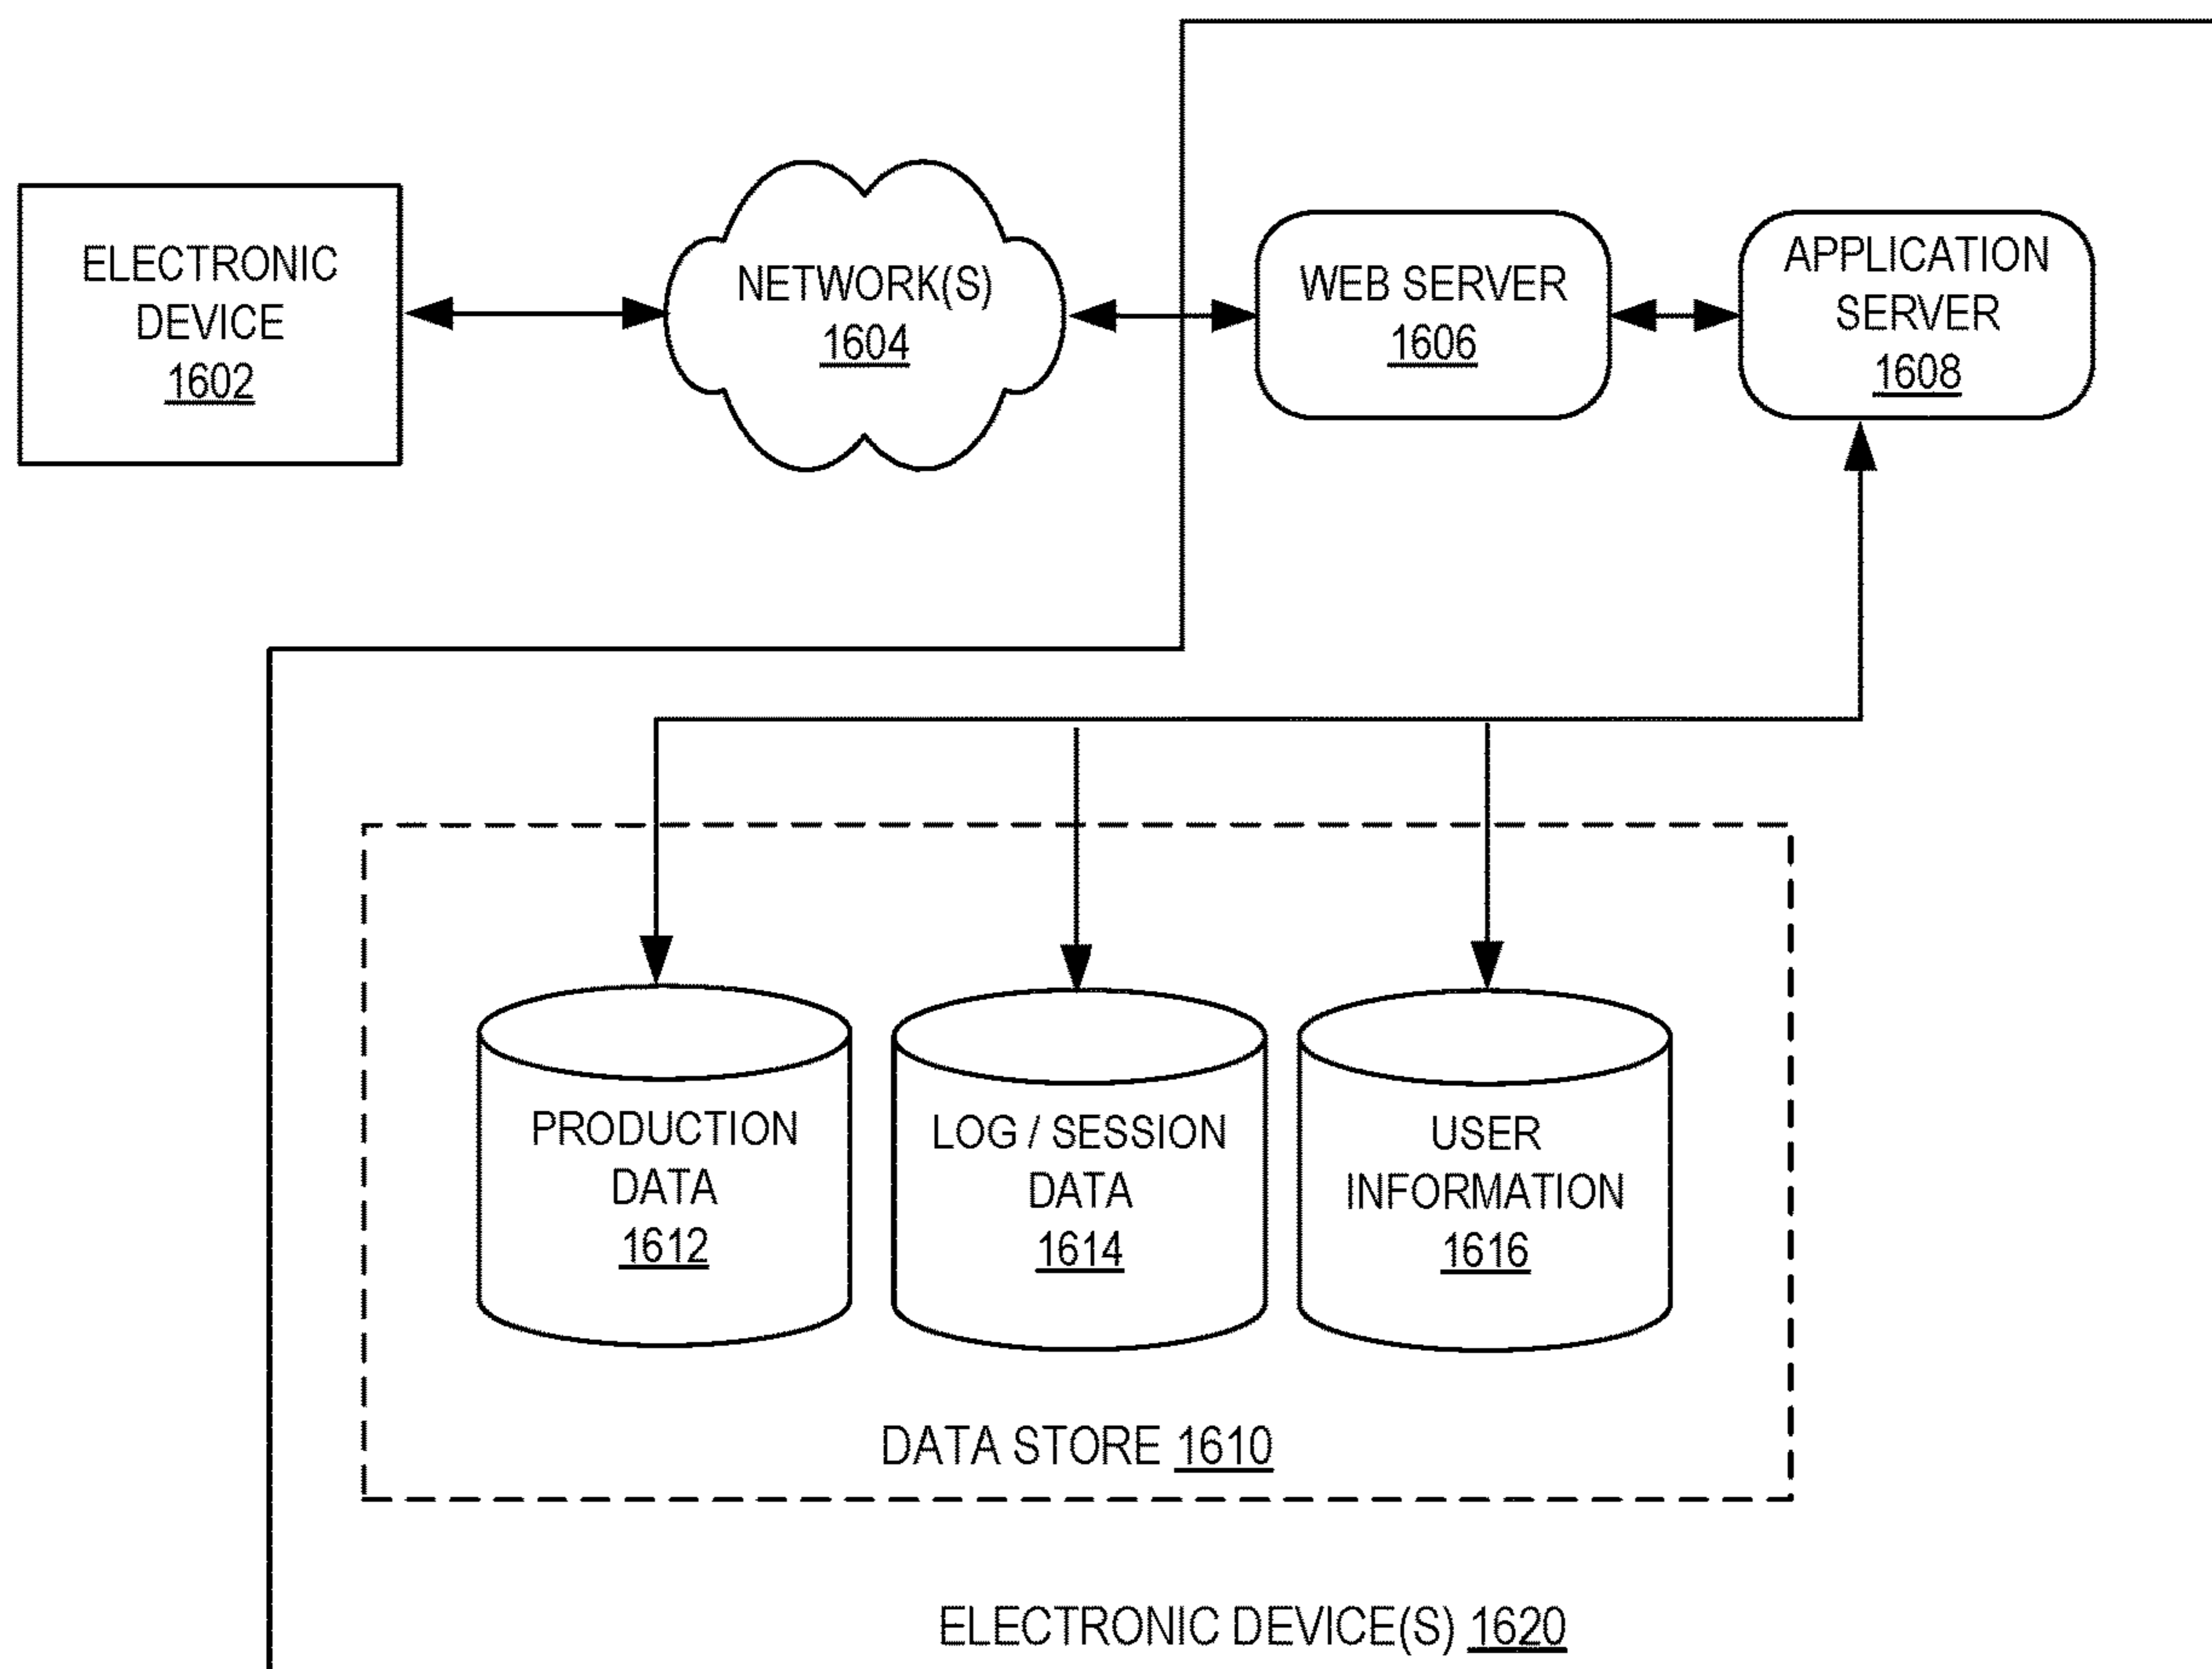 ELECTRONIC
DEVICE
1602
NETWORK(S)
1604
WEB SERVER
1606
APPLICATION
SERVER
1608
PRODUCTION
DATA
1612
LOG / SESSION
DATA
1614
USER
INFORMATION
1616
DATA STORE 1610
ELECTRONIC DEVICE(S) 1620